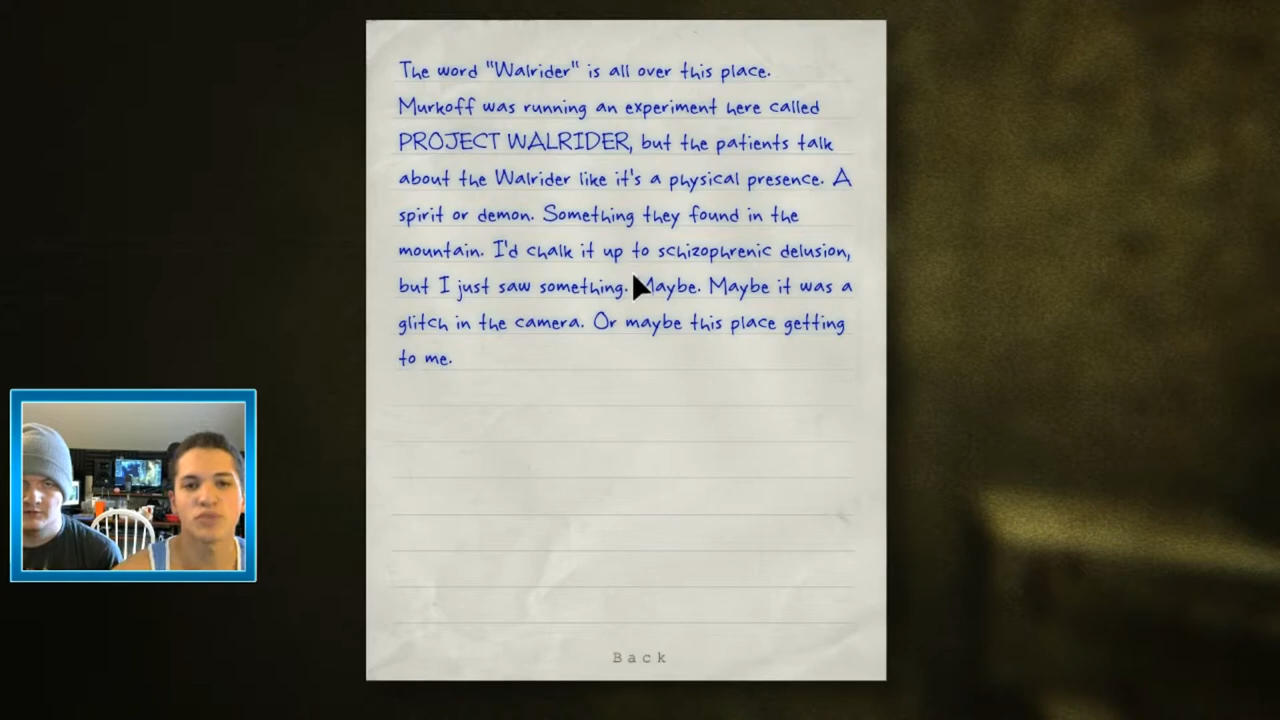 The word "Walrider" is all over this place.
Murkoff was running an experiment here called
PROJECT WALRIDER, but the patients talk
about the Walrider like it's a physical presence. A
spirit or demon. Something they found in the
mountain. I'd chalk it up to schizophrenic delusion,
but I just saw something. Maybe. Maybe it was a
glitch in the camera. Or maybe this place getting
to me.
Back